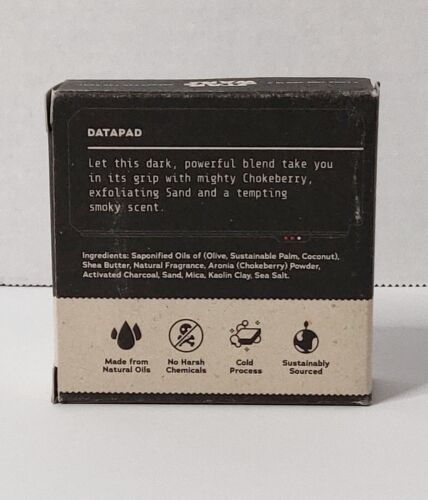 DATAPAD
Let this dark, powerful blend take you
in its grip with mighty Chokeberry,
exfoliating Sand and a tempting
smoky scent.
Ingredients: Saponified Oils of (Olive, Sustainable Palm, Coconut),
Shea Butter, Natural Fragrance, Aronia (Chokeberry) Powder,
Activated Charcoal, Sand, Mica, Kaolin Clay, Sea Salt.
Made from
Natural Oils
No Harsh
Chemicals
Cold
Process
Sustainably
Sourced